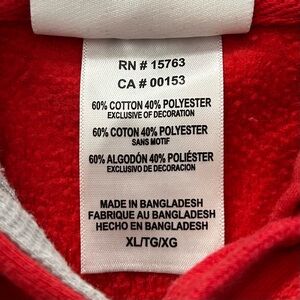 RN # 15763
CA # 00153
60% COTTON 40% POLYESTER
EXCLUSIVE OF DECORATION
60% COTON 40% POLYESTER
SANS MOTIF
60% ALGODÓN 40% POLIÉSTER
EXCLUSIVO DE DECORACION
MADE IN BANGLADESH
FABRIQUE AU BANGLADESH
HECHO EN BANGLADESH
XL/TG/XG